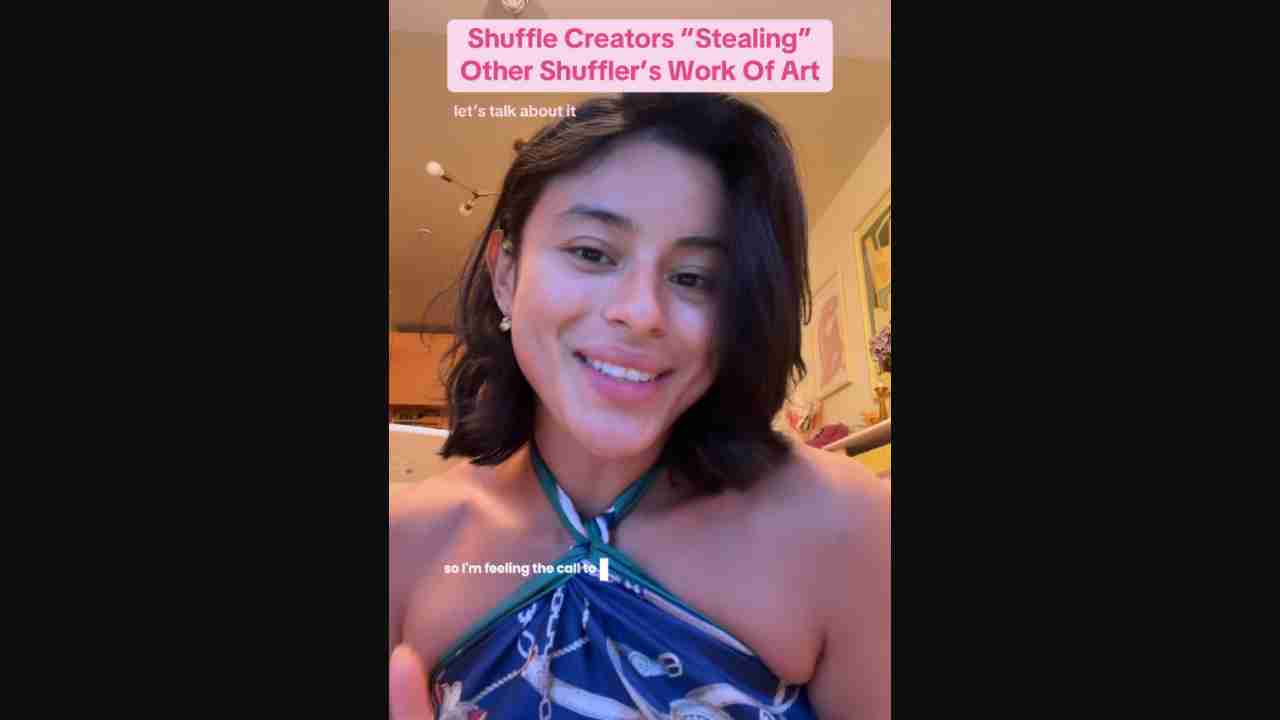 Shuffle Creators “Stealing”
Other Shuffler’s Work Of Art
let’s talk about it
so I'm feeling the call to